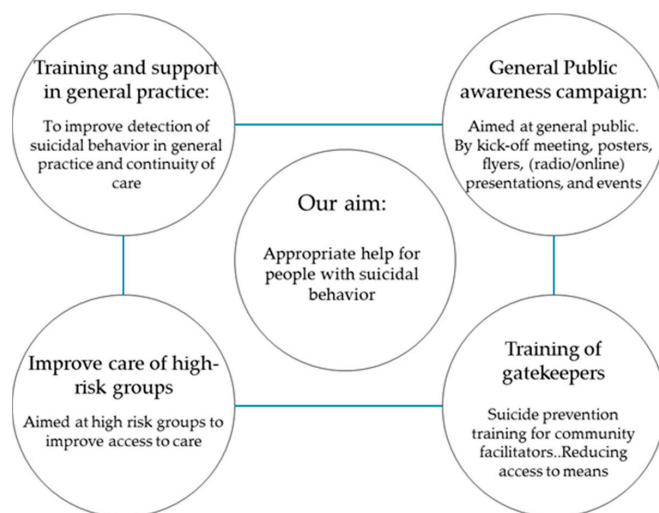 Training and support
in general practice:
To improve detection of
suicidal behavior in general
practice and continuity of
care
General Public
awareness campaign:
Aimed at general public.
By kick-off meeting, posters,
flyers, (radio/online)
presentations, and events
Our aim:
Appropriate help for
people with suicidal
behavior
Improve care of high-
risk groups
Aimed at high risk groups to
improve access to care
Training of
gatekeepers
Suicide prevention
training for community
facilitators..Reducing
access to means